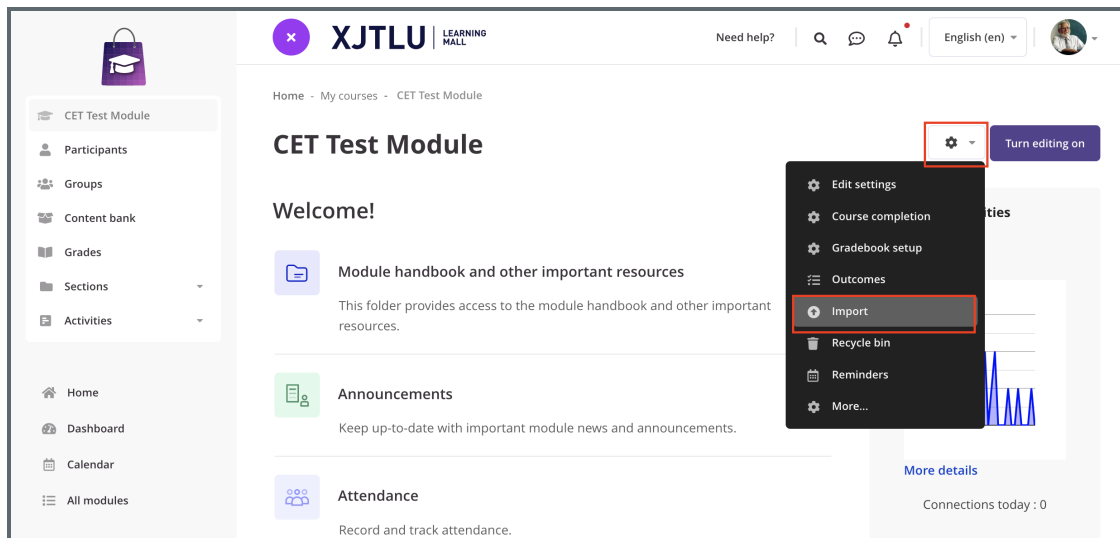 XJTLU LEARNING MALL
Need help?
English (en)
CET Test Module
Participants
Groups
Content bank
Grades
Sections
Activities
Home
Dashboard
Calendar
All modules
Home - My courses - CET Test Module
CET Test Module
Turn editing on
Edit settings
Course completion
Gradebook setup
Outcomes
Import
Recycle bin
Reminders
More...
Welcome!
Module handbook and other important resources
This folder provides access to the module handbook and other important
resources.
Announcements
Keep up-to-date with important module news and announcements.
Attendance
Record and track attendance.
ities
More details
Connections today : 0